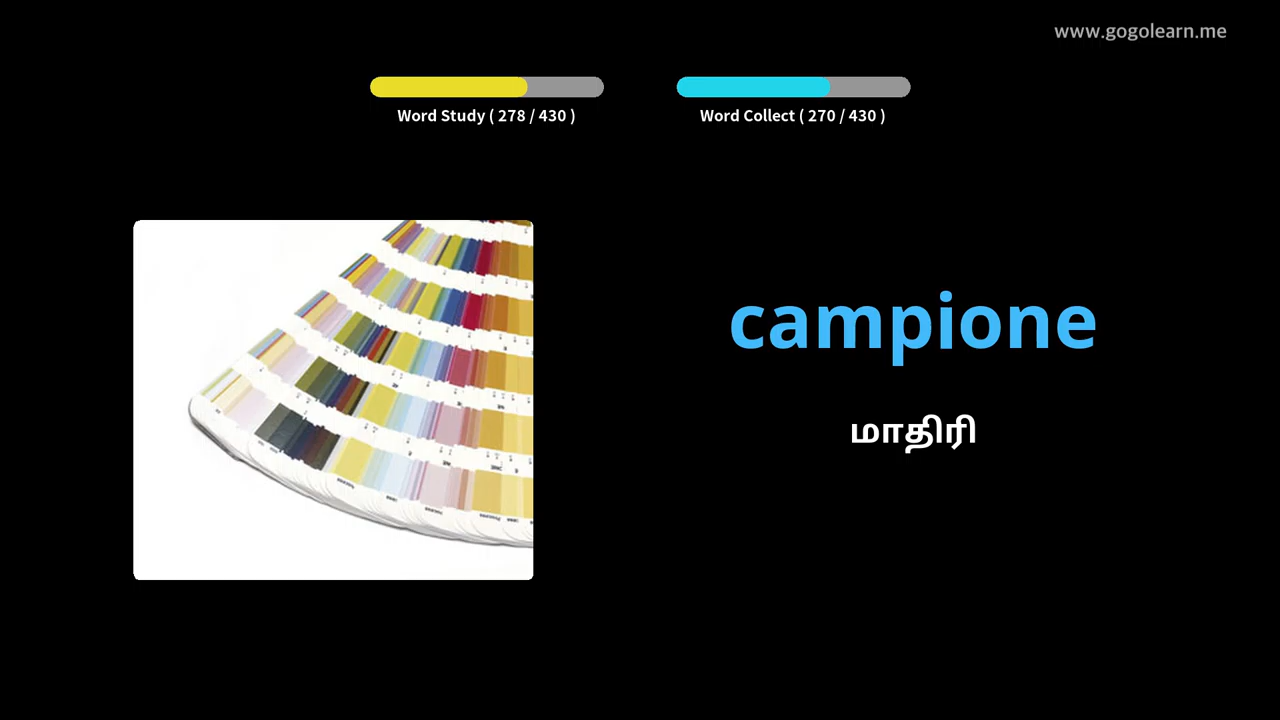 www.gogolearn.me
Word Study ( 278 / 430 )
Word Collect ( 270 / 430 )
campione
மாதிரி